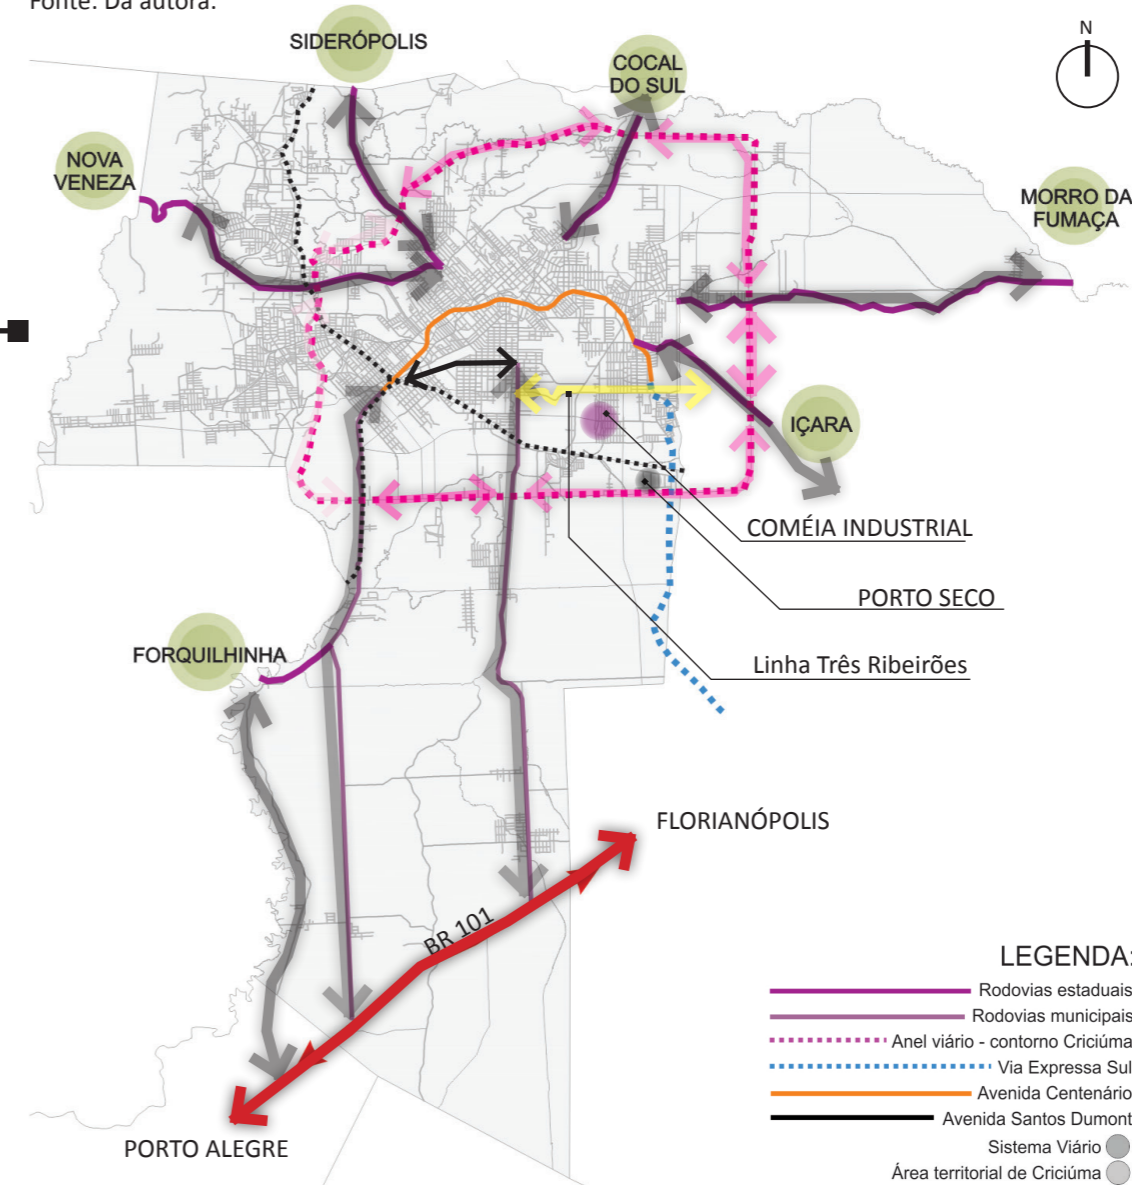 Fonte: Da autora.
N
SIDERÓPOLIS
COCAL
DO SUL
NOVA
VENEZA
MORRO DA
FUMAÇA
IÇARA
COMÉIA INDUSTRIAL
PORTO SECO
FORQUILHINHA
Linha Três Ribeirões
FLORIANÓPOLIS
BR 101
PORTO ALEGRE
LEGENDA:
Rodovias estaduais
Rodovias municipais
Anel viário - contorno Criciúma
Via Expressa Sul
Avenida Centenário
Avenida Santos Dumont
Sistema Viário
Área territorial de Criciúma